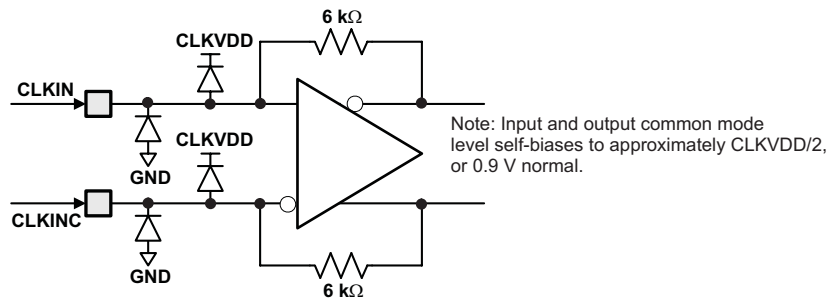 6 kΩ
CLKVDD
CLKIN
CLKVDD
Note: Input and output common mode
level self-biases to approximately CLKVDD/2,
or 0.9 V normal.
GND
CLKINC
GND
6 kΩ